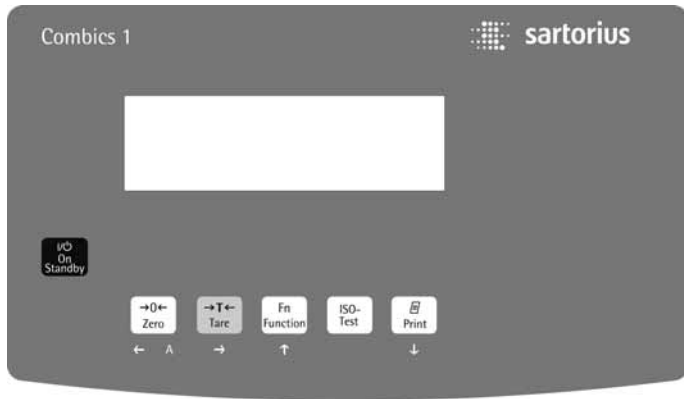 Combics 1
sartorius
I/⏻
On
Standby
→0←
Zero
→T←
Tare
Fn
Function
ISO-
Test
Print
← A → ↑ ↓